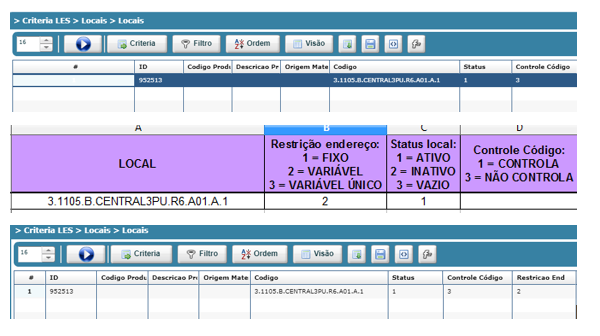 > Criteria LES > Locais > Locais
16 Criteria Filtro Ordem Visão
# ID Codigo Produ Descricao Pr Origem Mate Codigo Status Controle Código
952513 3.1105.B.CENTRAL3PU.R6.A01.A.1 1 3
A B C D
LOCAL
Restrição endereço:
1 = FIXO
2 = VARIÁVEL
3 = VARIÁVEL ÚNICO
Status local:
1 = ATIVO
2 = INATIVO
3 = VAZIO
Controle Código:
1 = CONTROLA
3 = NÃO CONTROLA
3.1105.B.CENTRAL3PU.R6.A01.A.1 2 1
> Criteria LES > Locais > Locais
16 Criteria Filtro Ordem Visão
# ID Codigo Produ Descricao Pr Origem Mate Codigo Status Controle Código Restricao End
1 952513 3.1105.B.CENTRAL3PU.R6.A01.A.1 1 3 2